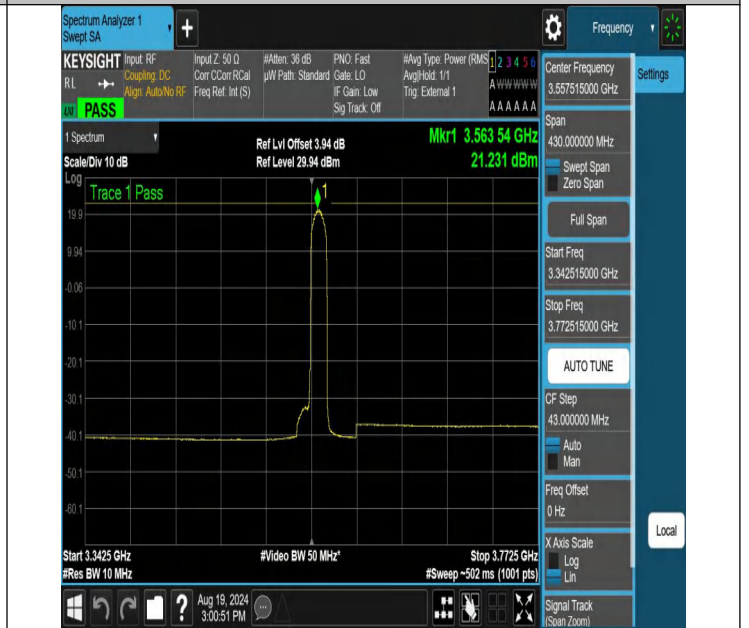 Spectrum Analyzer 1
Swept SA
+
Frequency
KEYSIGHT
RL
PASS
Input: RF
Coupling: DC
Align: Auto/No RF
Input Z: 50 Ω
Corr CCorr RCal
Freq Ref: Int (S)
#Atten: 36 dB
µW Path: Standard
PNO: Fast
Gate: LO
IF Gain: Low
Sig Track: Off
#Avg Type: Power (RMS
Avg|Hold: 1/1
Trig: External 1
1 2 3 4 5 6
A W W W W W
A A A A A A
Center Frequency
3.557515000 GHz
Settings
1 Spectrum
Scale/Div 10 dB
Ref Lvl Offset 3.94 dB
Ref Level 29.94 dBm
Mkr1 3.563 54 GHz
21.231 dBm
Span
430.000000 MHz
Swept Span
Zero Span
Full Span
Start Freq
3.342515000 GHz
Stop Freq
3.772515000 GHz
AUTO TUNE
CF Step
43.000000 MHz
Auto
Man
Freq Offset
0 Hz
X Axis Scale
Log
Lin
Local
Signal Track
(Span Zoom)
Log
Trace 1 Pass
1
19.9
9.94
-0.06
-10.1
-20.1
-30.1
-40.1
-50.1
-60.1
Start 3.3425 GHz
#Res BW 10 MHz
#Video BW 50 MHz*
Stop 3.7725 GHz
#Sweep ~502 ms (1001 pts)
?
Aug 19, 2024
3:00:51 PM